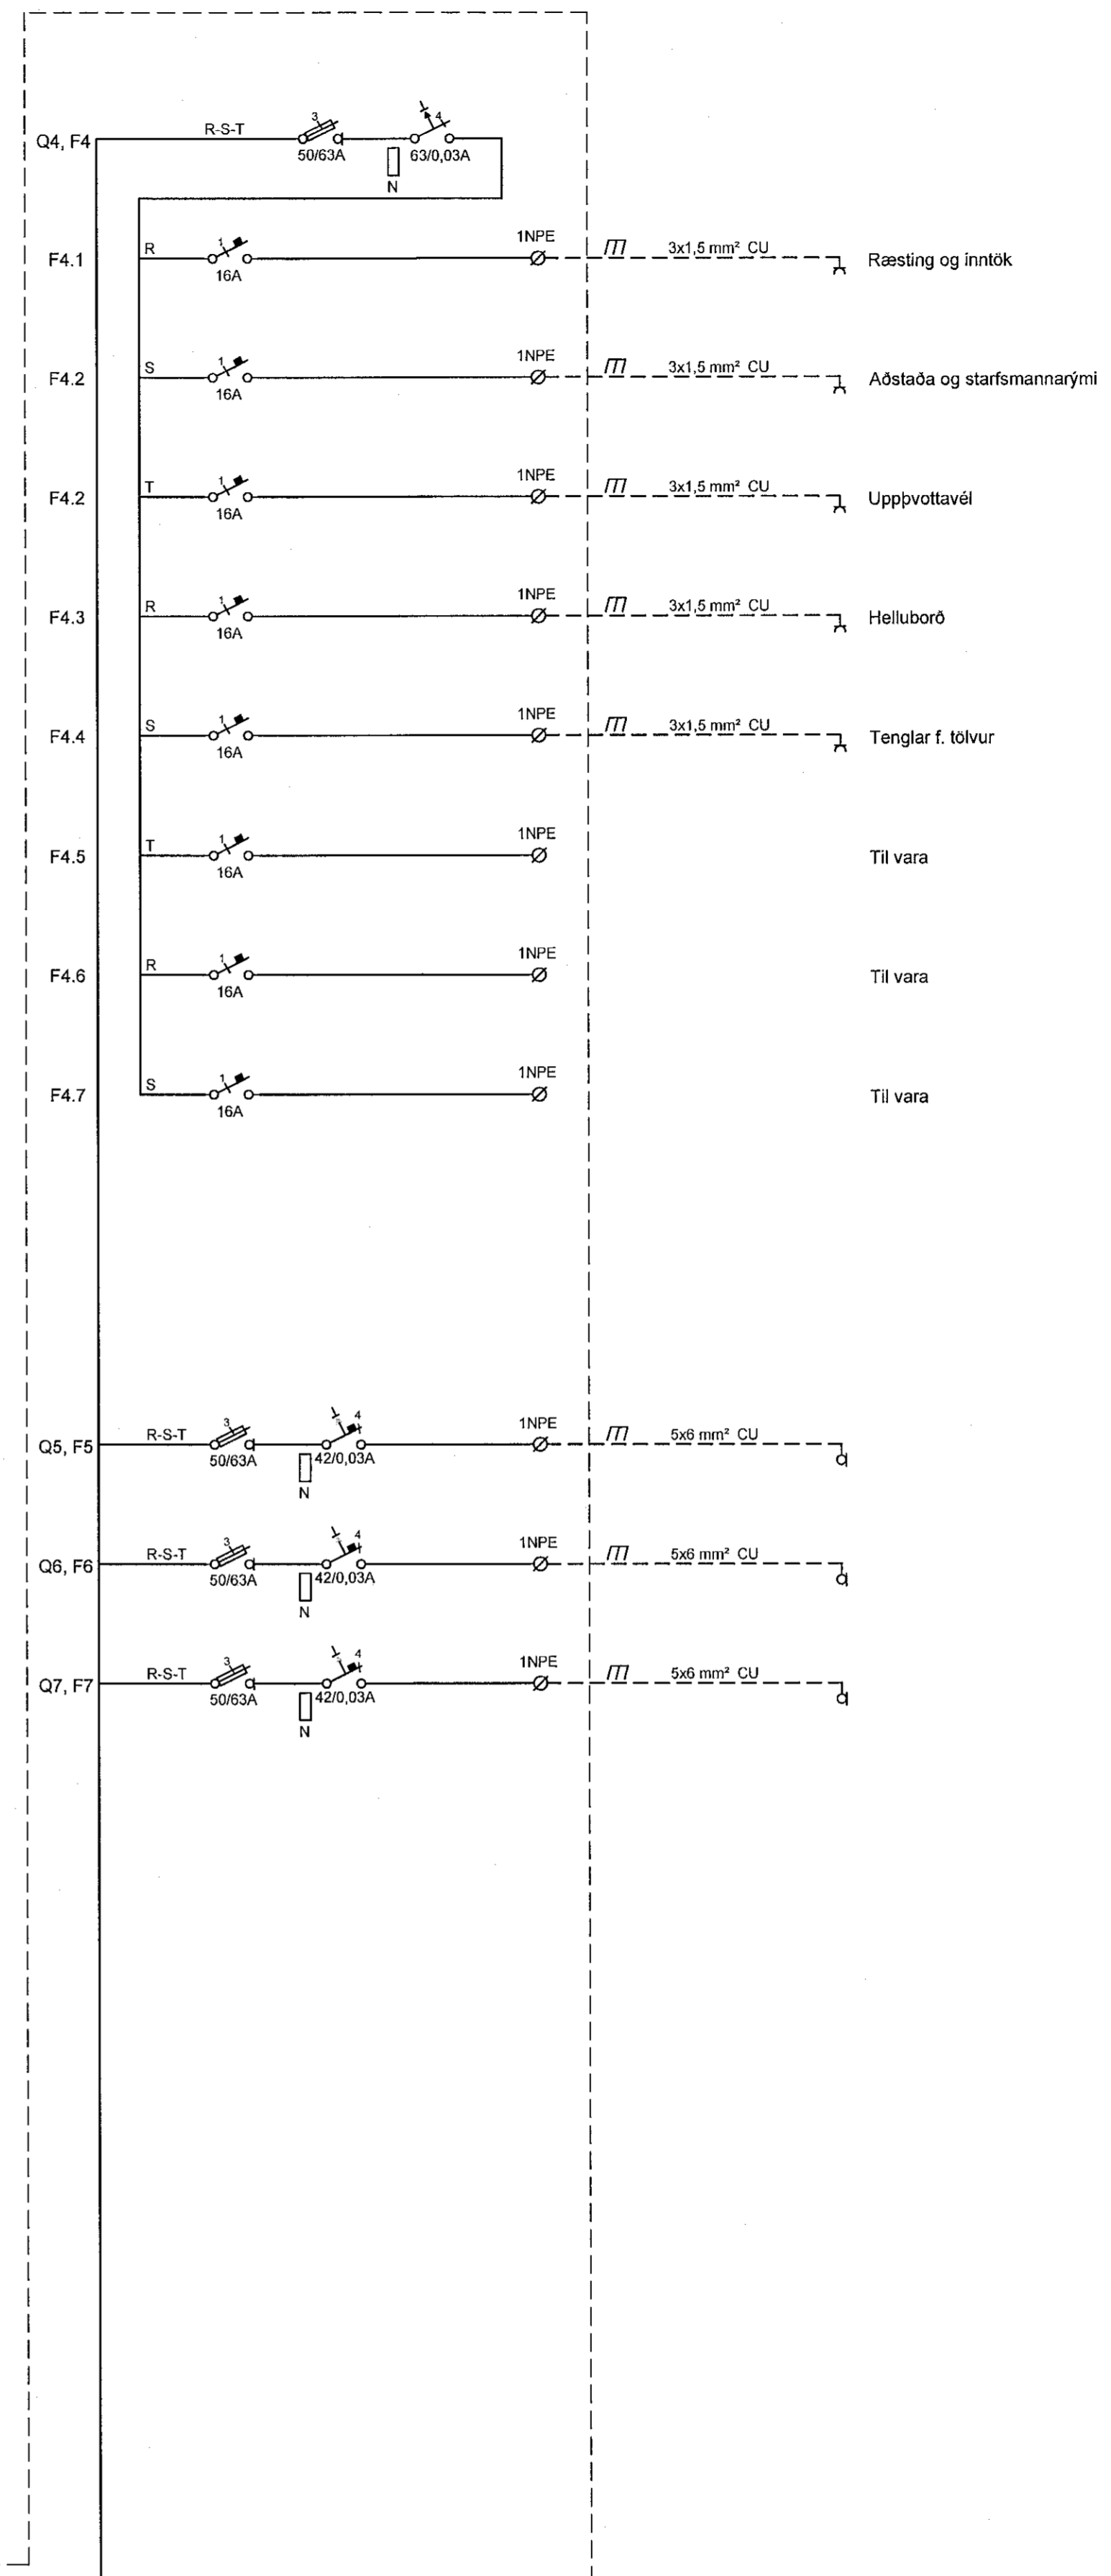 Q4, F4 R-S-T 3 50/63A N 4 63/0,03A
F4.1 R 1 16A 1NPE 3x1,5 mm² CU Ræsting og inntök
F4.2 S 1 16A 1NPE 3x1,5 mm² CU Aðstaða og starfsmannarými
F4.2 T 1 16A 1NPE 3x1,5 mm² CU Uppþvottavél
F4.3 R 1 16A 1NPE 3x1,5 mm² CU Helluborð
F4.4 S 1 16A 1NPE 3x1,5 mm² CU Tenglar f. tölvur
F4.5 T 1 16A 1NPE Til vara
F4.6 R 1 16A 1NPE Til vara
F4.7 S 1 16A 1NPE Til vara
Q5, F5 R-S-T 3 50/63A N 4 42/0,03A 1NPE 5x6 mm² CU
Q6, F6 R-S-T 3 50/63A N 4 42/0,03A 1NPE 5x6 mm² CU
Q7, F7 R-S-T 3 50/63A N 4 42/0,03A 1NPE 5x6 mm² CU